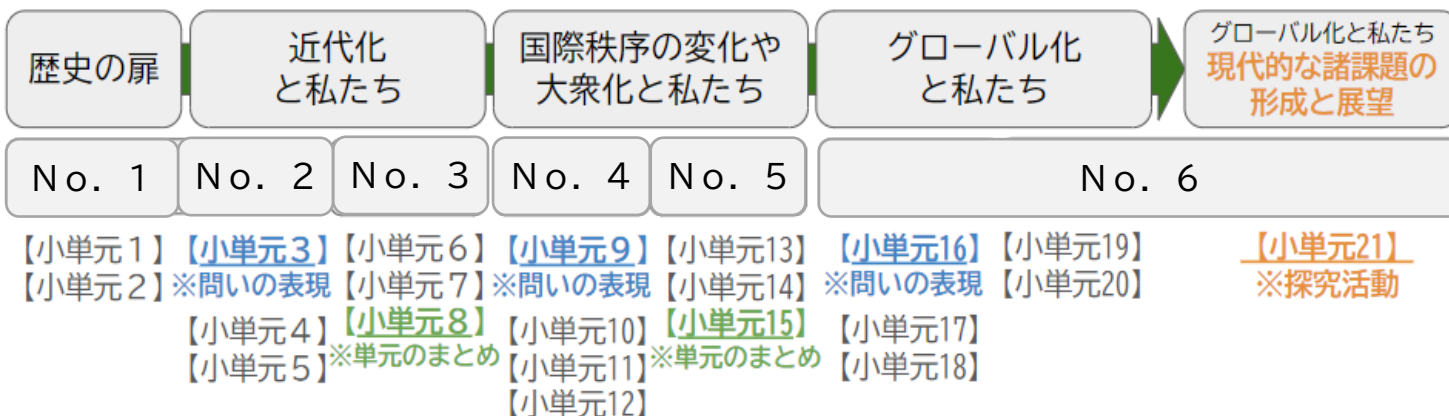 歴史の扉
近代化
と私たち
国際秩序の変化や
大衆化と私たち
グローバル化
と私たち
グローバル化と私たち
現代的な諸課題の
形成と展望
No. 1
No. 2
No. 3
No. 4
No. 5
No. 6
【小単元1】
【小単元2】
【小単元3】
※問いの表現
【小単元4】
【小単元5】
【小単元6】
【小単元7】
【小単元8】
※単元のまとめ
【小単元9】
※問いの表現
【小単元10】
【小単元11】
【小単元12】
【小単元13】
【小単元14】
【小単元15】
※単元のまとめ
【小単元16】
※問いの表現
【小単元17】
【小単元18】
【小単元19】
【小単元20】
【小単元21】
※探究活動